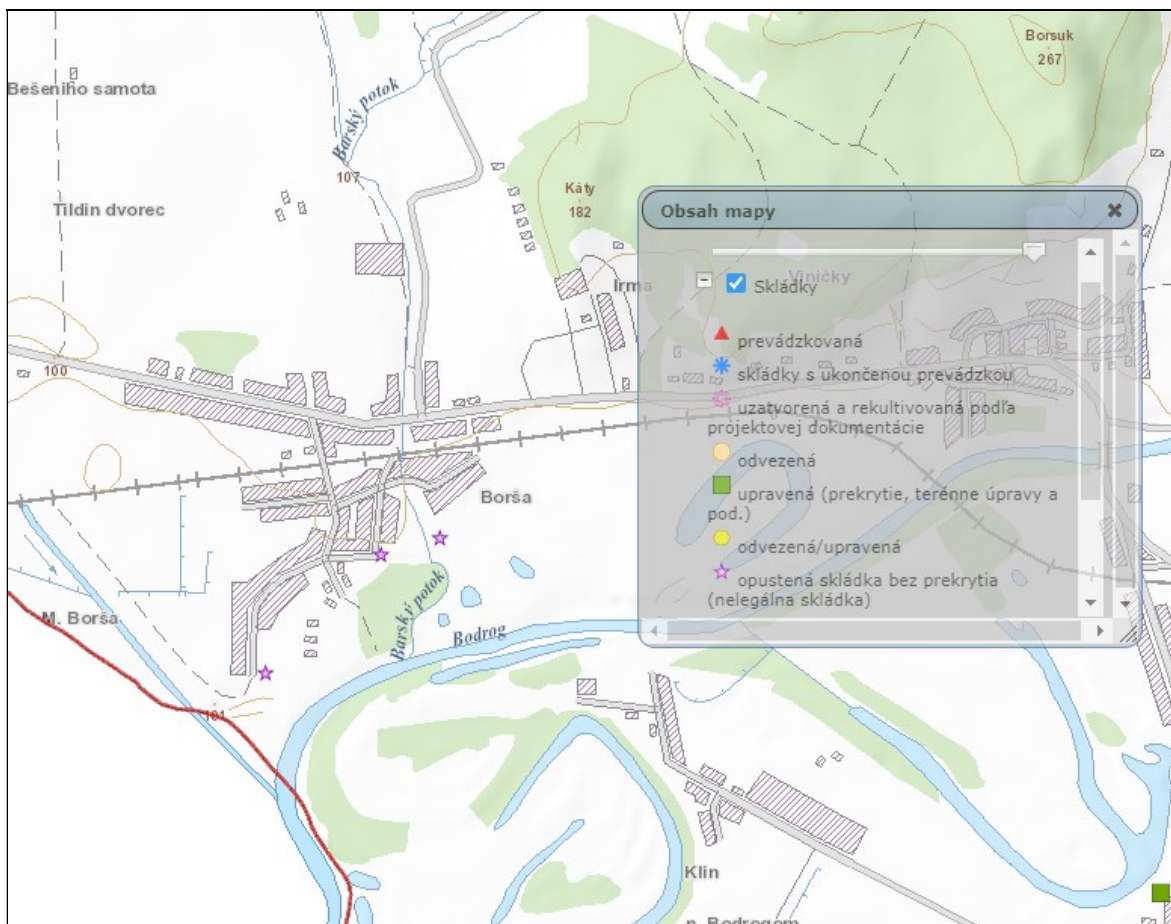 Borsuk
267
Bešeniho samota
Barský potok
107
Káty
182
Tildin dvorec
Obsah mapy
Viničky
Irma
Skládky
prevádzkovaná
100
skládky s ukončenou prevádzkou
uzatvorená a rekultivovaná podľa
projektovej dokumentácie
odvezená
upravená (prekrytie, terénne úpravy a
pod.)
Borša
odvezená/upravená
opustená skládka bez prekrytia
(nelegálna skládka)
M. Borša
Barský potok
Bodrog
101
Klin
n. Bodrogom